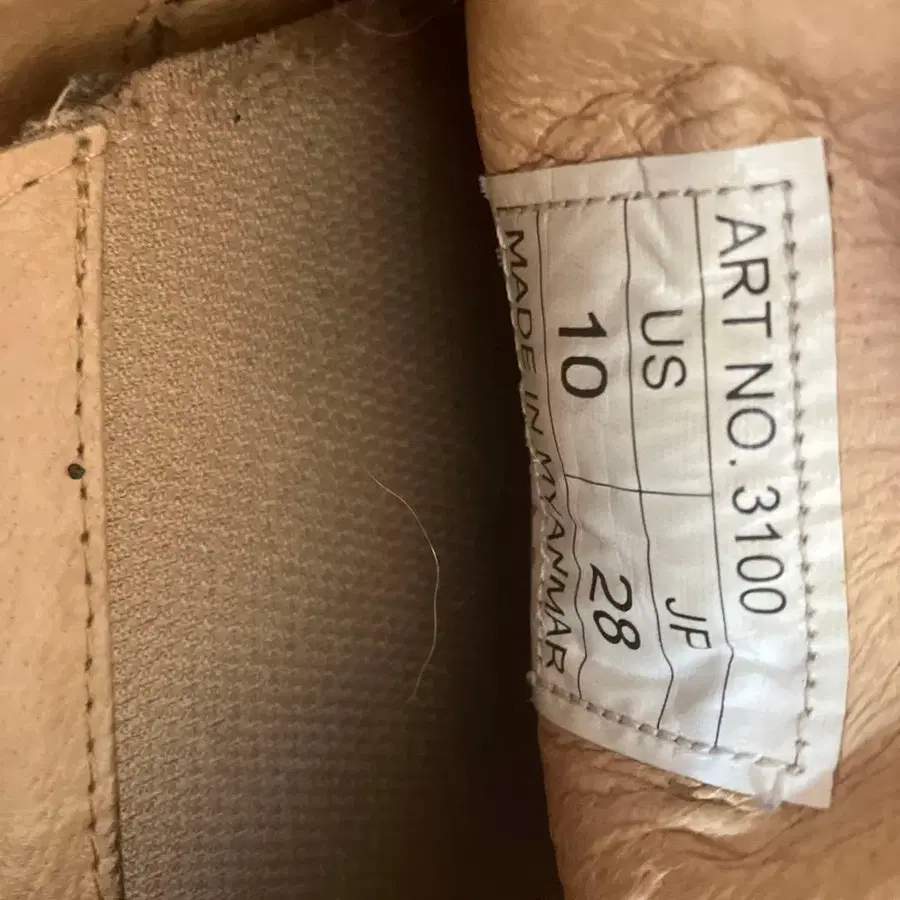 ART NO. 3100
US JP
10 28
MADE IN MYANMAR